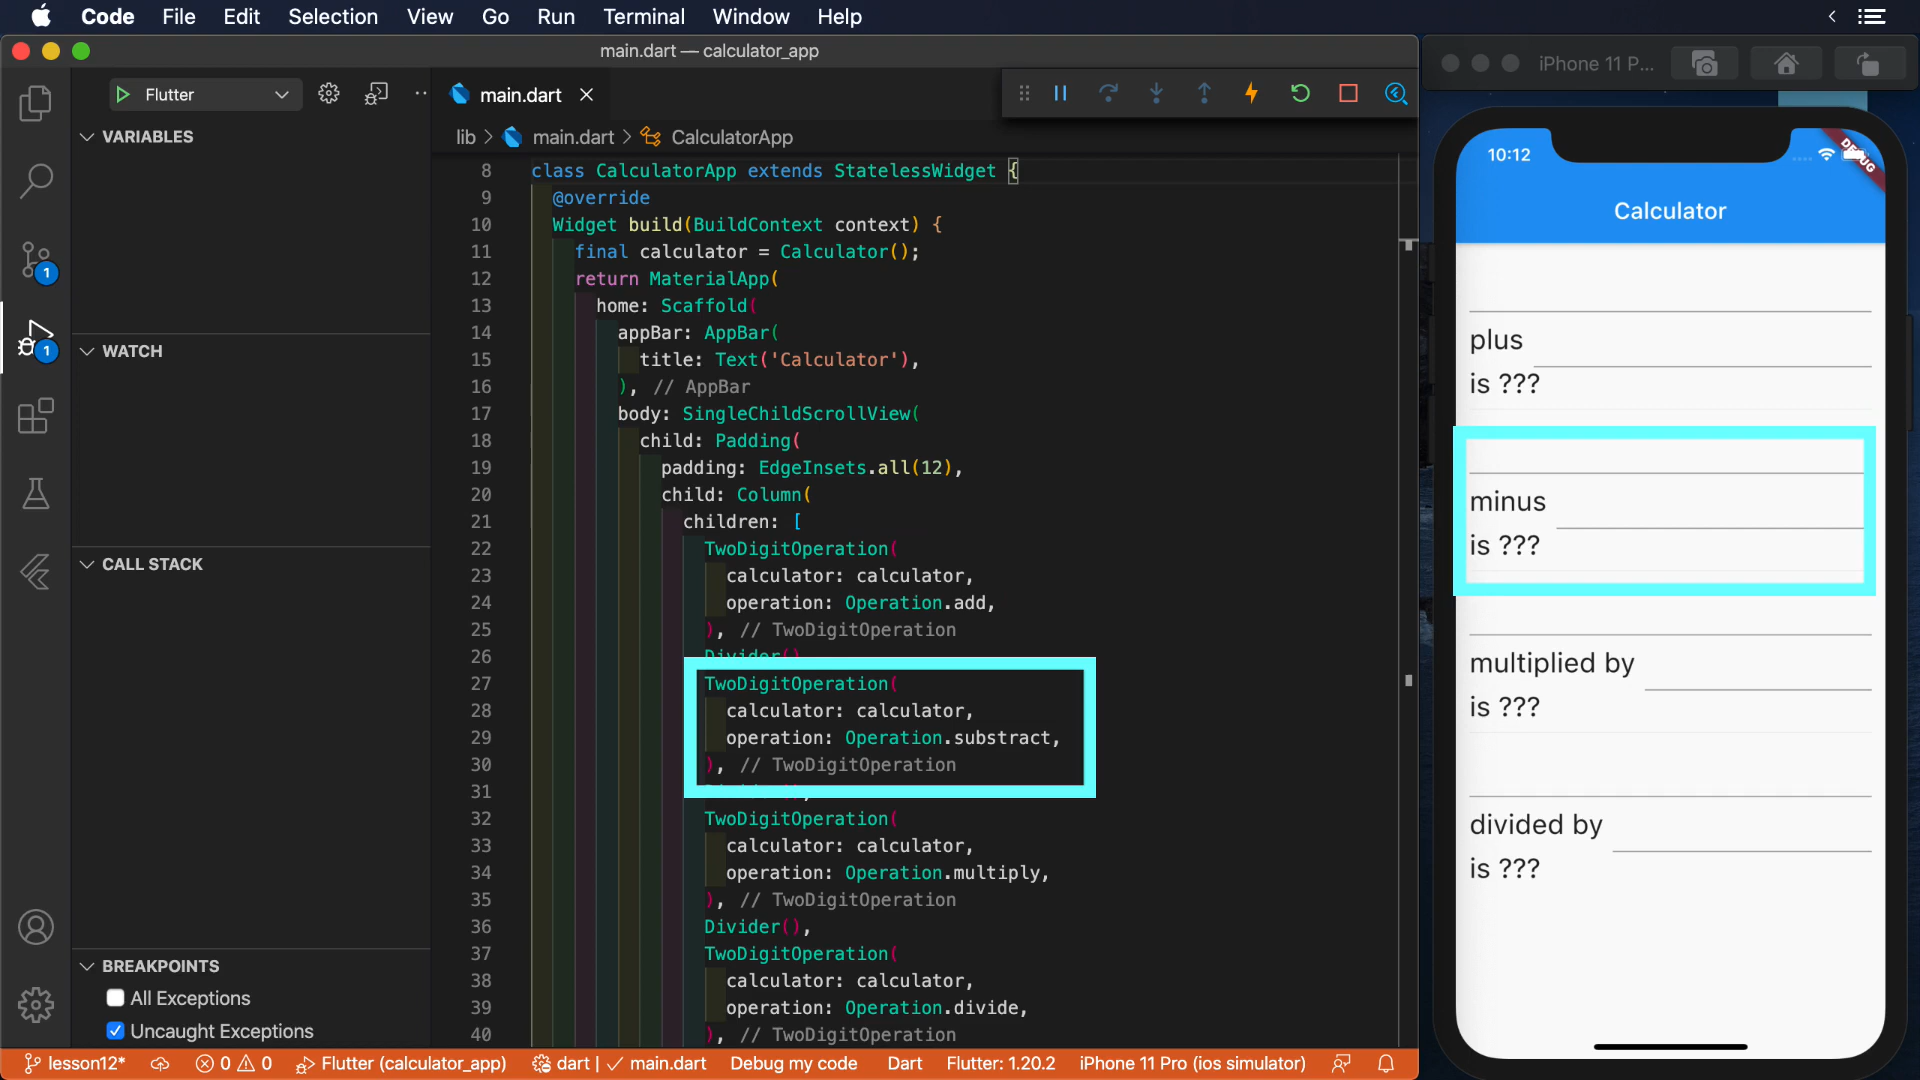 Code File Edit Selection View Go Run Terminal Window Help
main.dart — calculator_app
Flutter
main.dart
lib > main.dart > CalculatorApp
VARIABLES
WATCH
CALL STACK
BREAKPOINTS
All Exceptions
Uncaught Exceptions
1
1
8 class CalculatorApp extends StatelessWidget {
9 @override
10 Widget build(BuildContext context) {
11 final calculator = Calculator();
12 return MaterialApp(
13 home: Scaffold(
14 appBar: AppBar(
15 title: Text('Calculator'),
16 ), // AppBar
17 body: SingleChildScrollView(
18 child: Padding(
19 padding: EdgeInsets.all(12),
20 child: Column(
21 children: [
22 TwoDigitOperation(
23 calculator: calculator,
24 operation: Operation.add,
25 ), // TwoDigitOperation
26 Divider()
27 TwoDigitOperation(
28 calculator: calculator,
29 operation: Operation.substract,
30 ), // TwoDigitOperation
31
32 TwoDigitOperation(
33 calculator: calculator,
34 operation: Operation.multiply,
35 ), // TwoDigitOperation
36 Divider(),
37 TwoDigitOperation(
38 calculator: calculator,
39 operation: Operation.divide,
40 ), // TwoDigitOperation
lesson12* 0 0 Flutter (calculator_app) dart | ✓ main.dart Debug my code Dart Flutter: 1.20.2 iPhone 11 Pro (ios simulator)
iPhone 11 P...
10:12
DEBUG
Calculator
plus
is ???
minus
is ???
multiplied by
is ???
divided by
is ???